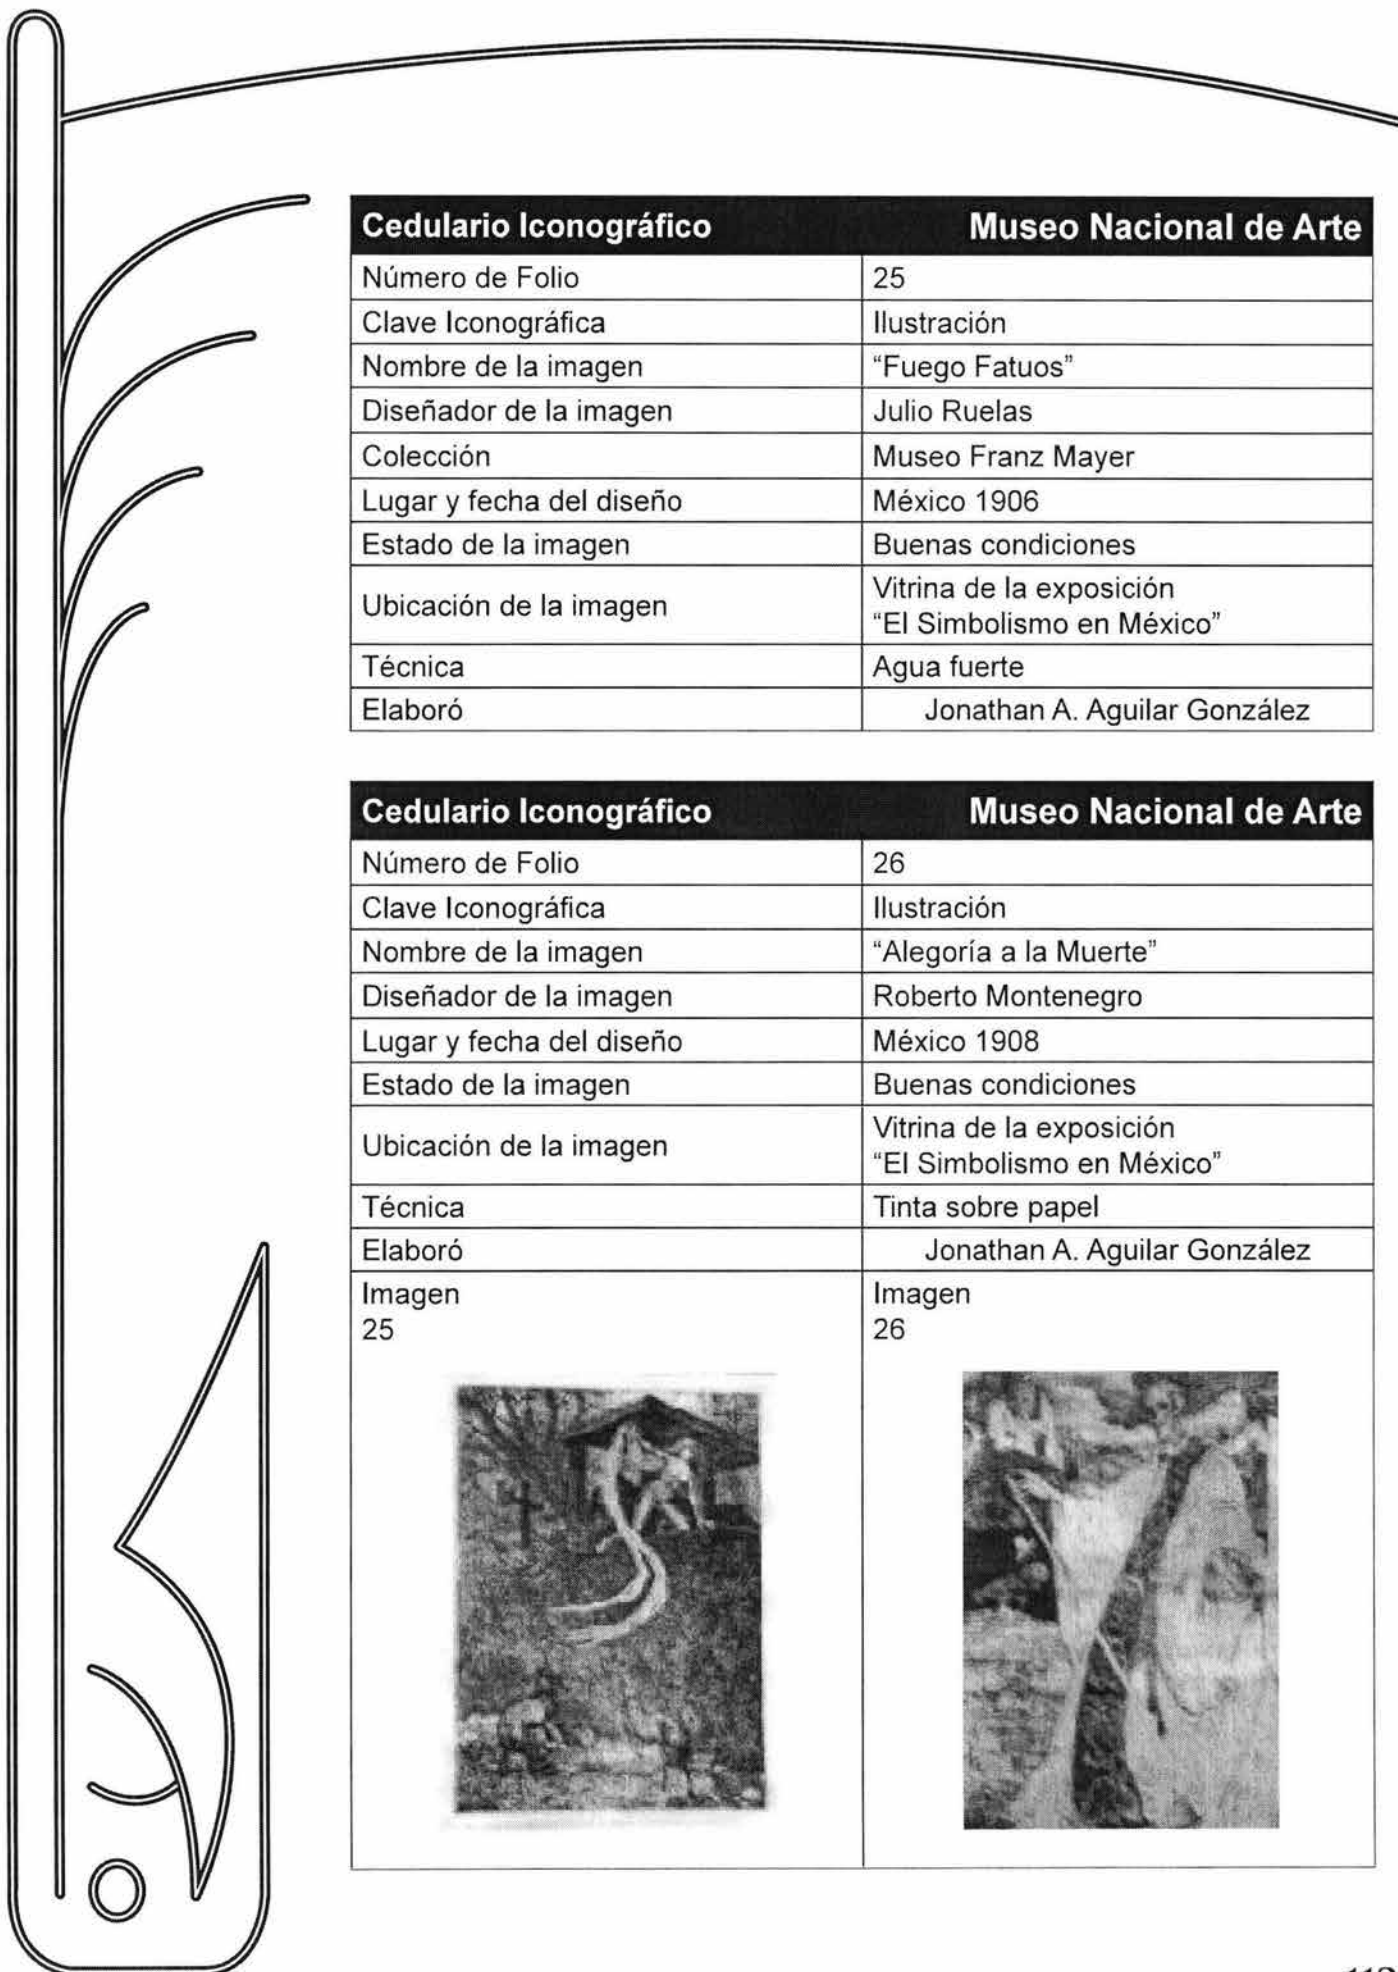 Cedulario Iconográfico Museo Nacional de Arte
Número de Folio 25
Clave Iconográfica Ilustración
Nombre de la imagen “Fuego Fatuos”
Diseñador de la imagen Julio Ruelas
Colección Museo Franz Mayer
Lugar y fecha del diseño México 1906
Estado de la imagen Buenas condiciones
Ubicación de la imagen Vitrina de la exposición
“El Simbolismo en México”
Técnica Agua fuerte
Elaboró Jonathan A. Aguilar González
Cedulario Iconográfico Museo Nacional de Arte
Número de Folio 26
Clave Iconográfica Ilustración
Nombre de la imagen “Alegoría a la Muerte”
Diseñador de la imagen Roberto Montenegro
Lugar y fecha del diseño México 1908
Estado de la imagen Buenas condiciones
Ubicación de la imagen Vitrina de la exposición
“El Simbolismo en México”
Técnica Tinta sobre papel
Elaboró Jonathan A. Aguilar González
Imagen
25
Imagen
26